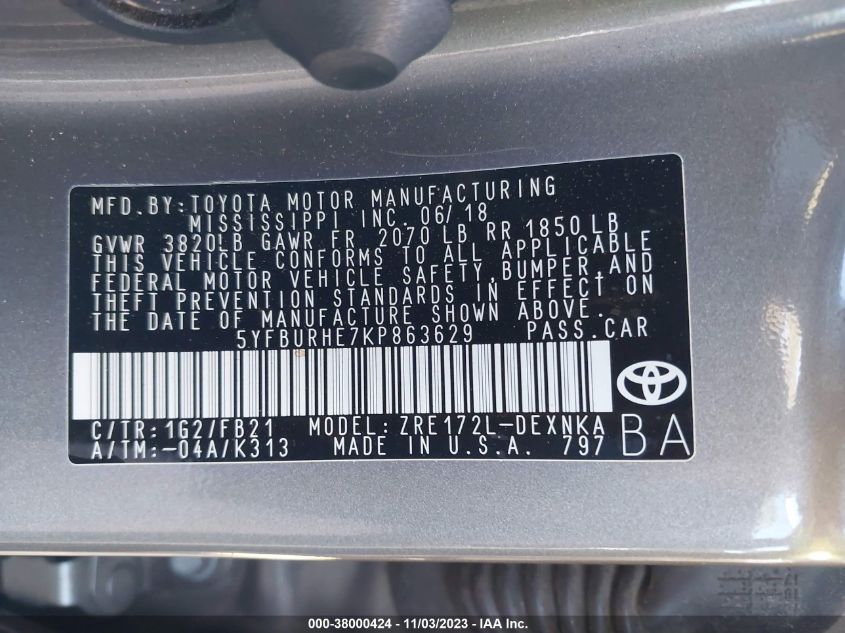 MFD.BY:TOYOTA MOTOR MANUFACTURING
MISSISSIPPI INC. 06/18
GVWR 3820LB GAWR FR 2070 LB RR 1850LB
THIS VEHICLE CONFORMS TO ALL APPLICABLE
FEDERAL MOTOR VEHICLE SAFETY,BUMPER,AND
THEFT PREVENTION STANDARDS IN EFFECT ON
THE DATE OF MANUFACTURE SHOWN ABOVE.
5YFBURHE7KP863629 PASS.CAR
C/TR:1G2/FB21 MODEL:ZRE172L-DEXNKA
A/TM:-04A/K313 MADE IN U.S.A. 797
BA
000-38000424 - 11/03/2023 - IAA Inc.